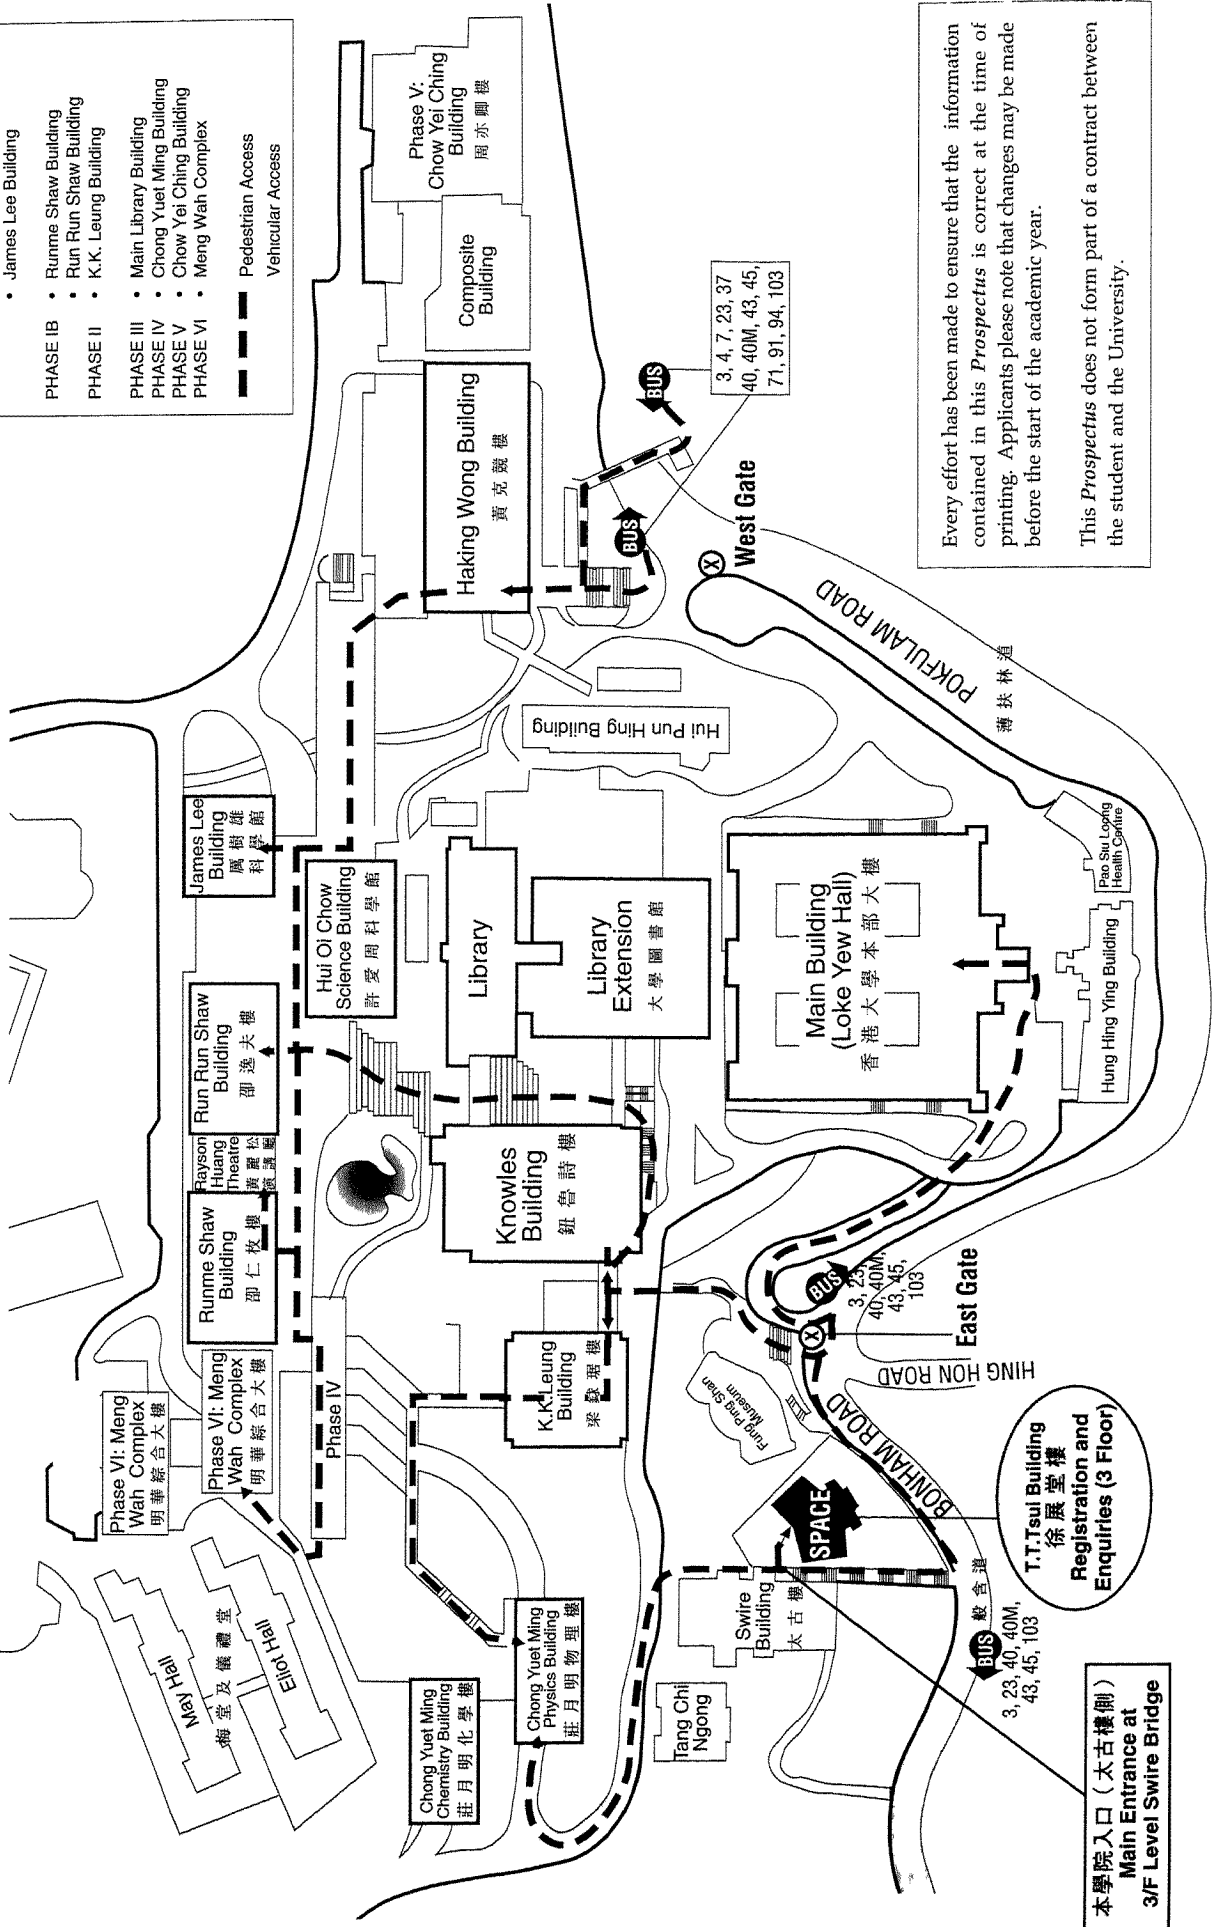 • James Lee Building
PHASE IB • Runme Shaw Building
• Run Run Shaw Building
PHASE II • K.K. Leung Building
PHASE III • Main Library Building
PHASE IV • Chong Yuet Ming Building
PHASE V • Chow Yei Ching Building
PHASE VI • Meng Wah Complex
Pedestrian Access
Vehicular Access
Phase V:
Chow Yei Ching
Building
周亦卿樓
Composite
Building
Haking Wong Building
黃克競樓
BUS
3, 4, 7, 23, 37
40, 40M, 43, 45,
71, 91, 94, 103
BUS
West Gate
X
POKFULAM ROAD
薄扶林道
Every effort has been made to ensure that the information
contained in this Prospectus is correct at the time of
printing. Applicants please note that changes may be made
before the start of the academic year.
This Prospectus does not form part of a contract between
the student and the University.
Hui Pun Hing Building
James Lee
Building
厲樹雄
科學館
Hui Oi Chow
Science Building
許愛周科學館
Library
Library
Extension
大學圖書館
Main Building
(Loke Yew Hall)
香港大學本部大樓
Pao Siu Loong
Health Centre
Hung Hing Ying Building
Run Run Shaw
Building
邵逸夫樓
Rayson
Huang
Theatre
黃麗松
演講廳
Runme Shaw
Building
邵仁枚樓
Knowles
Building
鈕魯詩樓
BUS
3, 23,
40, 40M,
43, 45,
103
East Gate
X
HING HON ROAD
Phase VI: Meng
Wah Complex
明華綜合大樓
Phase VI: Meng
Wah Complex
明華綜合大樓
Phase IV
K.K.Leung
Building
梁銶琚樓
Fung Ping Shan
Museum
BONHAM ROAD
般含道
SPACE
T.T.Tsui Building
徐展堂樓
Registration and
Enquiries (3 Floor)
May Hall
梅堂及儀禮堂
Eliot Hall
Chong Yuet Ming
Physics Building
莊月明物理樓
Chong Yuet Ming
Chemistry Building
莊月明化學樓
Swire
Building
太古樓
Tang Chi
Ngong
BUS
3, 23, 40, 40M,
43, 45, 103
本學院入口（太古樓側）
Main Entrance at
3/F Level Swire Bridge